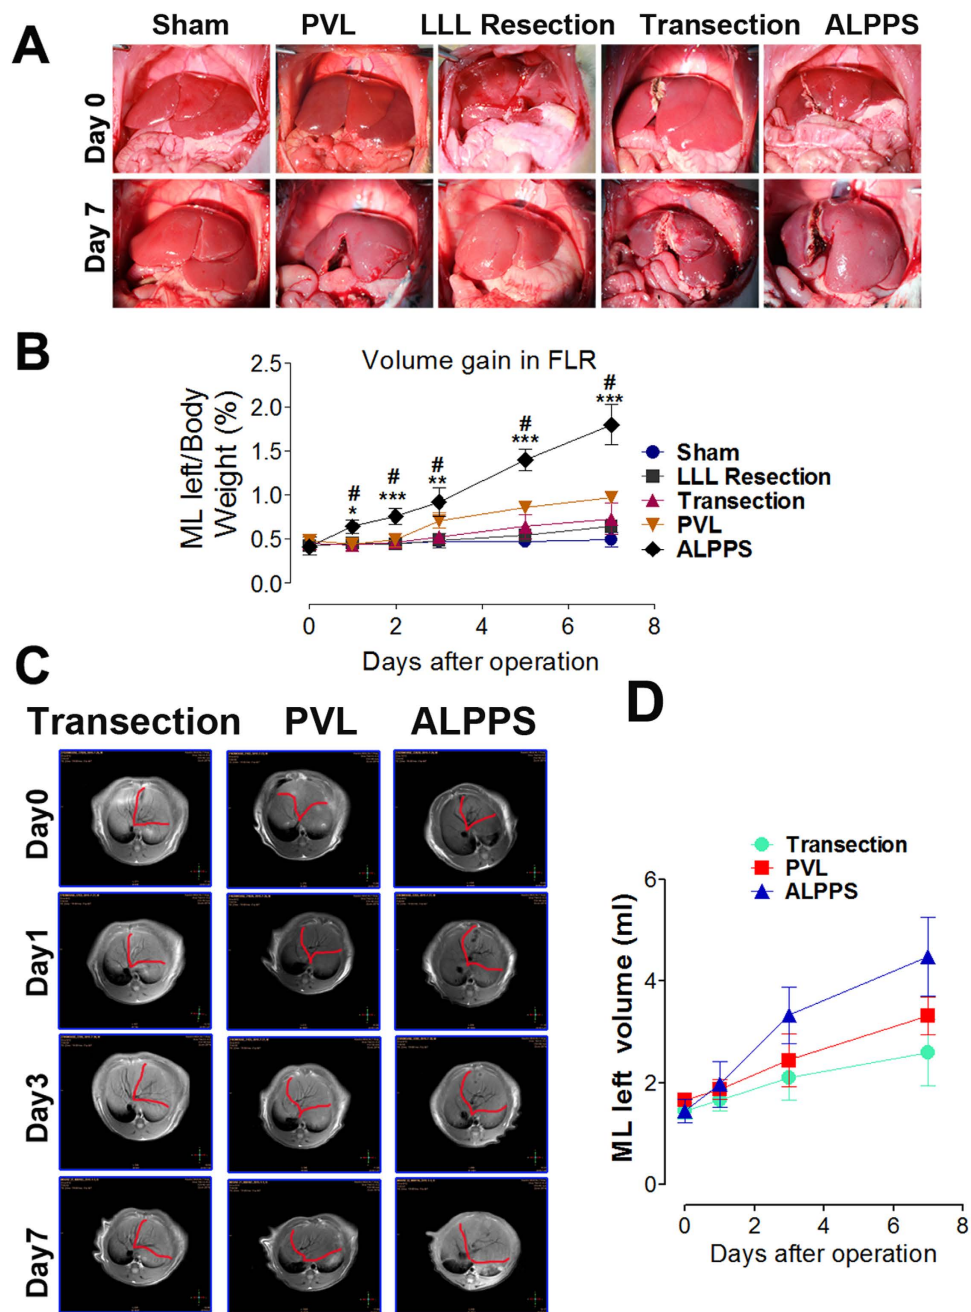 A
Sham PVL LLL Resection Transection ALPPS
Day 0
Day 7
B
Volume gain in FLR
ML left/Body
Weight (%)
2.5
2.0
1.5
1.0
0.5
0.0
#
*
#
***
#
**
#
***
#
***
Sham
LLL Resection
Transection
PVL
ALPPS
0 2 4 6 8
Days after operation
C
Transection PVL ALPPS
Day0
Day1
Day3
Day7
D
Transection
PVL
ALPPS
ML left volume (ml)
6
4
2
0
0 2 4 6 8
Days after operation